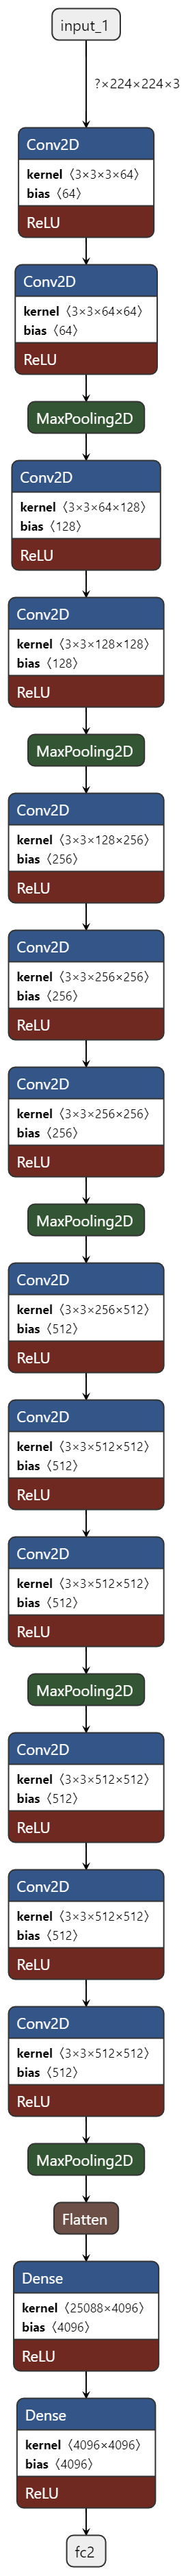 input_1
?×224×224×3
Conv2D
kernel 〈3×3×3×64〉
bias 〈64〉
ReLU
Conv2D
kernel 〈3×3×64×64〉
bias 〈64〉
ReLU
MaxPooling2D
Conv2D
kernel 〈3×3×64×128〉
bias 〈128〉
ReLU
Conv2D
kernel 〈3×3×128×128〉
bias 〈128〉
ReLU
MaxPooling2D
Conv2D
kernel 〈3×3×128×256〉
bias 〈256〉
ReLU
Conv2D
kernel 〈3×3×256×256〉
bias 〈256〉
ReLU
Conv2D
kernel 〈3×3×256×256〉
bias 〈256〉
ReLU
MaxPooling2D
Conv2D
kernel 〈3×3×256×512〉
bias 〈512〉
ReLU
Conv2D
kernel 〈3×3×512×512〉
bias 〈512〉
ReLU
Conv2D
kernel 〈3×3×512×512〉
bias 〈512〉
ReLU
MaxPooling2D
Conv2D
kernel 〈3×3×512×512〉
bias 〈512〉
ReLU
Conv2D
kernel 〈3×3×512×512〉
bias 〈512〉
ReLU
Conv2D
kernel 〈3×3×512×512〉
bias 〈512〉
ReLU
MaxPooling2D
Flatten
Dense
kernel 〈25088×4096〉
bias 〈4096〉
ReLU
Dense
kernel 〈4096×4096〉
bias 〈4096〉
ReLU
fc2